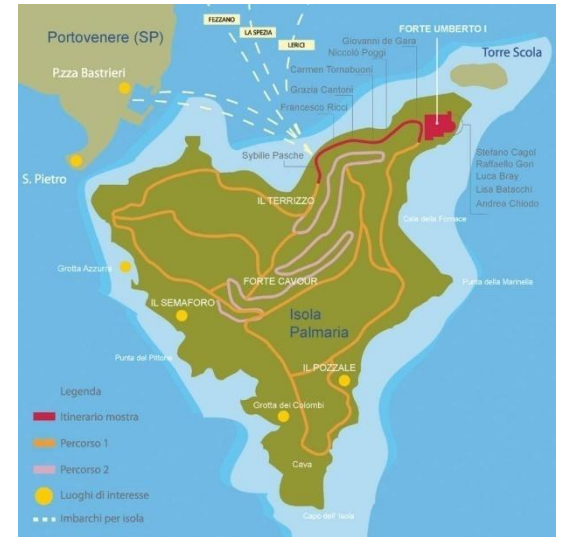 FEZZANO
LA SPEZIA
LERICI
FORTE UMBERTO I
Portovenere (SP)
Giovanni de Gara
Niccolò Poggi
Torre Scola
P.zza Bastrieri
Carmen Tornabuoni
Grazia Cantoni
Francesco Ricci
Sybille Pasche
Stefano Cagol
Raffaello Gori
Luca Bray
Lisa Batacchi
Andrea Chiodo
S. Pietro
IL TERRIZZO
Cala della Fornace
Grotta Azzurra
FORTE CAVOUR
Punta della Marinella
IL SEMAFORO
Isola
Palmaria
Punta del Pittone
IL POZZALE
Legenda
Grotta dei Colombi
Itinerario mostra
Percorso 1
Cava
Percorso 2
Luoghi di interesse
Capo dell' Isola
Imbarchi per isola